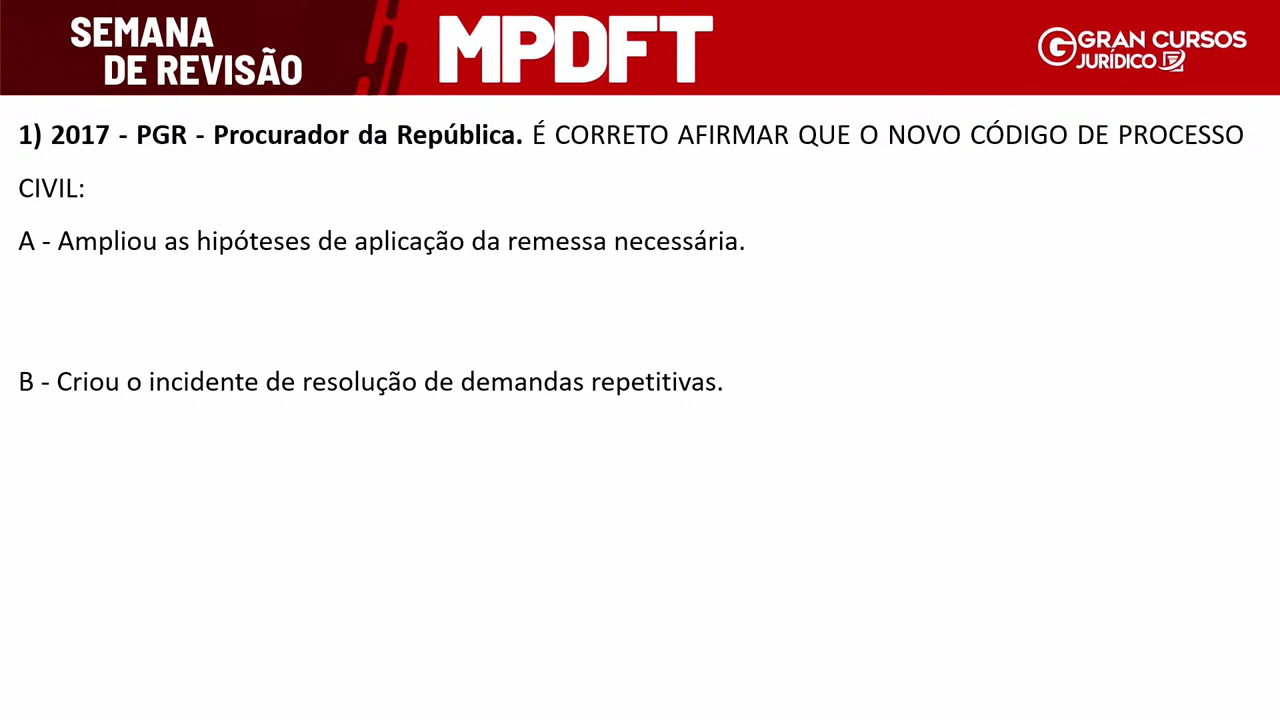 SEMANA
DE REVISÃO
MPDFT
GRAN CURSOS
JURÍDICO
1) 2017 - PGR - Procurador da República. É CORRETO AFIRMAR QUE O NOVO CÓDIGO DE PROCESSO
CIVIL:
A - Ampliou as hipóteses de aplicação da remessa necessária.
B - Criou o incidente de resolução de demandas repetitivas.